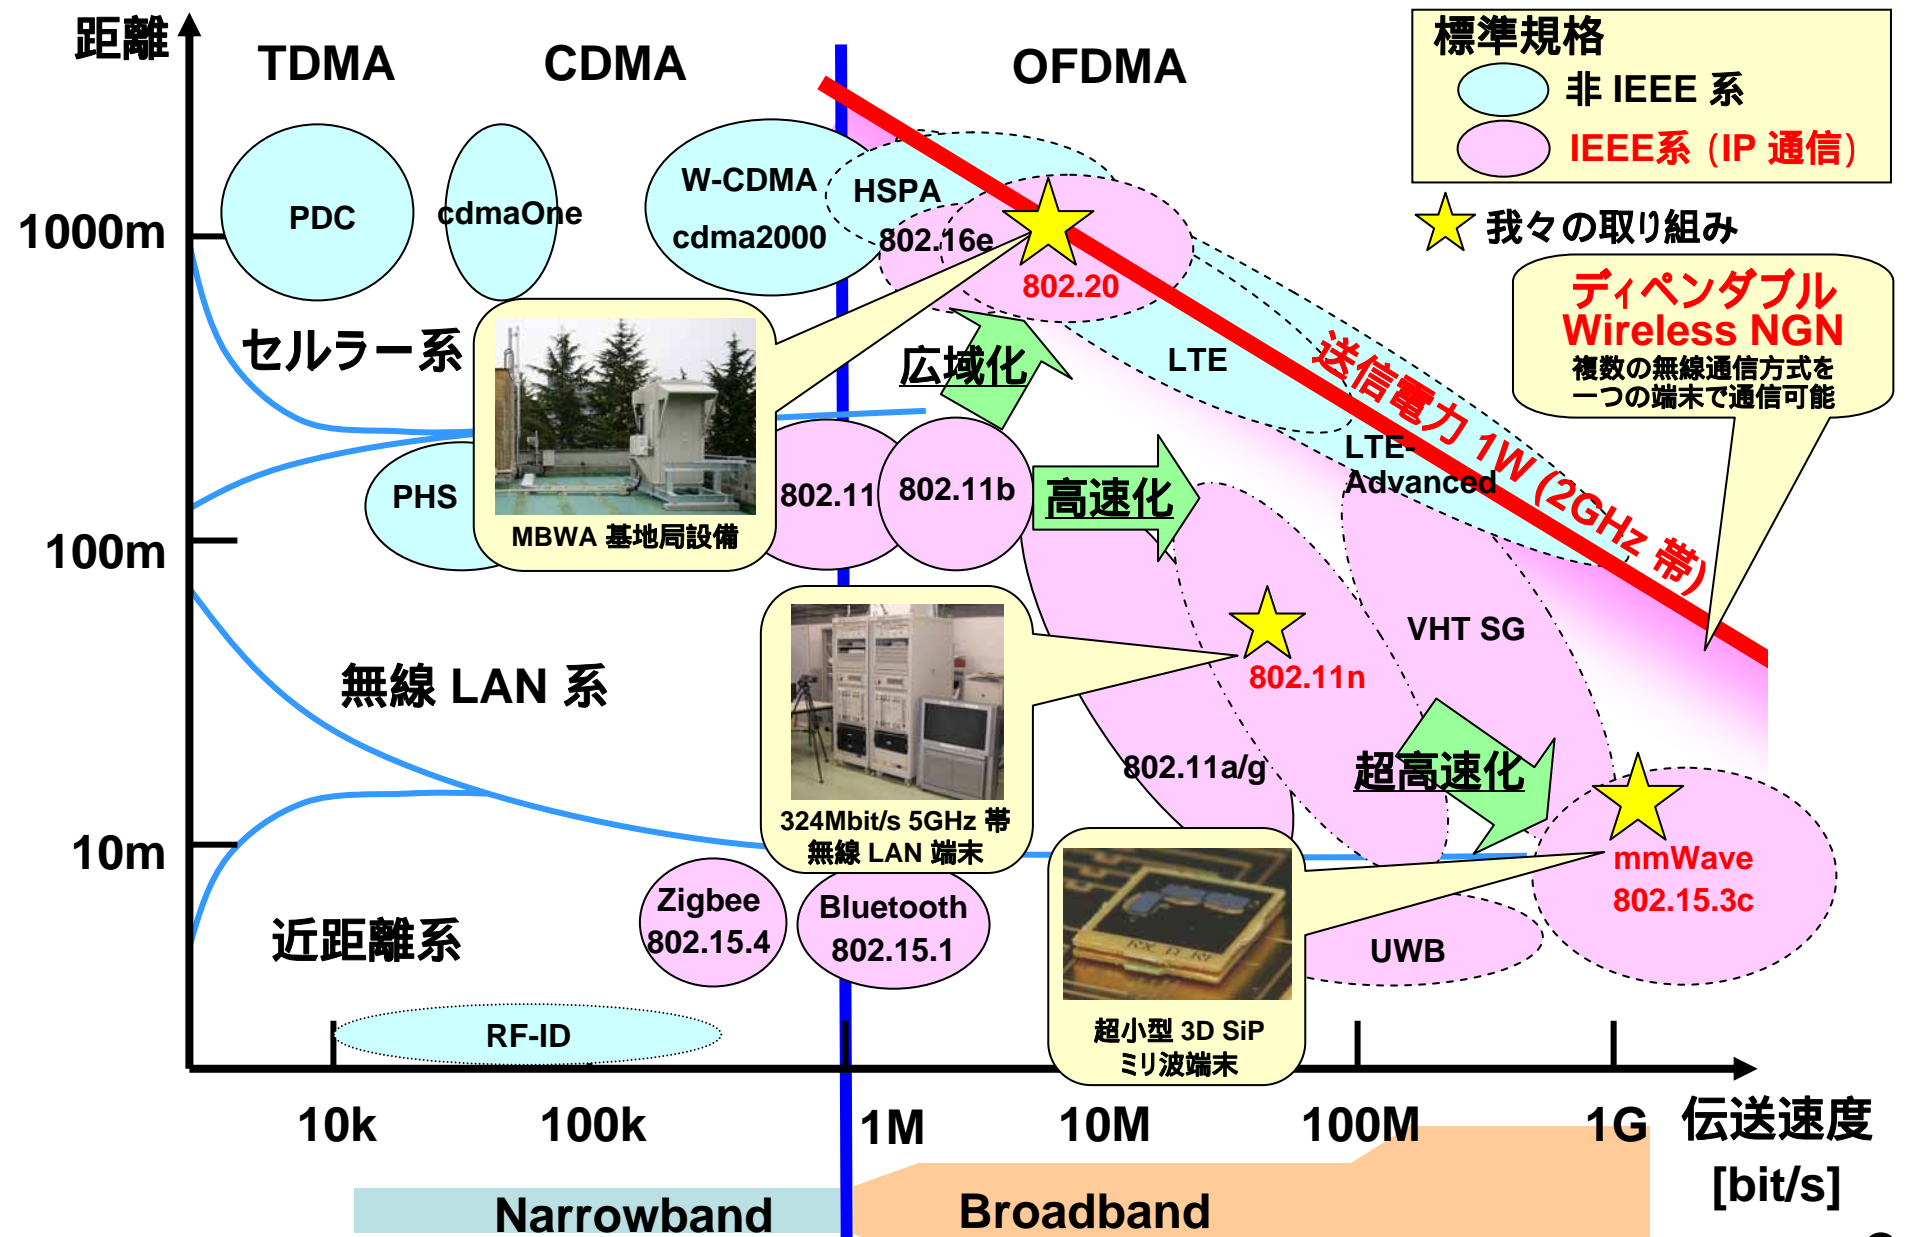 距離
TDMA
CDMA
OFDMA
標準規格
非 IEEE 系
IEEE系 (IP 通信)
我々の取り組み
ディペンダブル
Wireless NGN
複数の無線通信方式を
一つの端末で通信可能
1000m
PDC
cdmaOne
W-CDMA
cdma2000
HSPA
802.16e
802.20
セルラー系
広域化
LTE
送信電力 1W (2GHz 帯)
LTE-
Advanced
MBWA 基地局設備
PHS
802.11
802.11b
高速化
100m
無線 LAN 系
802.11n
VHT SG
802.11a/g
超高速化
324Mbit/s 5GHz 帯
無線 LAN 端末
10m
近距離系
Zigbee
802.15.4
Bluetooth
802.15.1
mmWave
802.15.3c
UWB
RX D RF
超小型 3D SiP
ミリ波端末
RF-ID
10k
100k
1M
10M
100M
1G
伝送速度
[bit/s]
Narrowband
Broadband